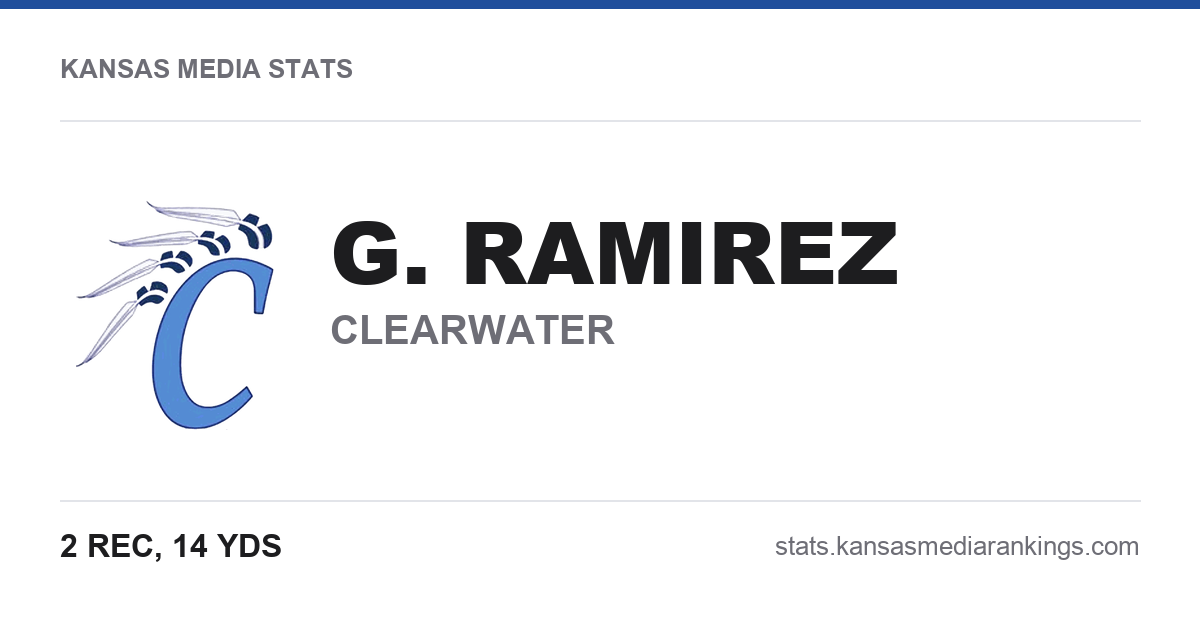 KANSAS MEDIA STATS
C
G. RAMIREZ
CLEARWATER
2 REC, 14 YDS
stats.kansasmediarankings.com